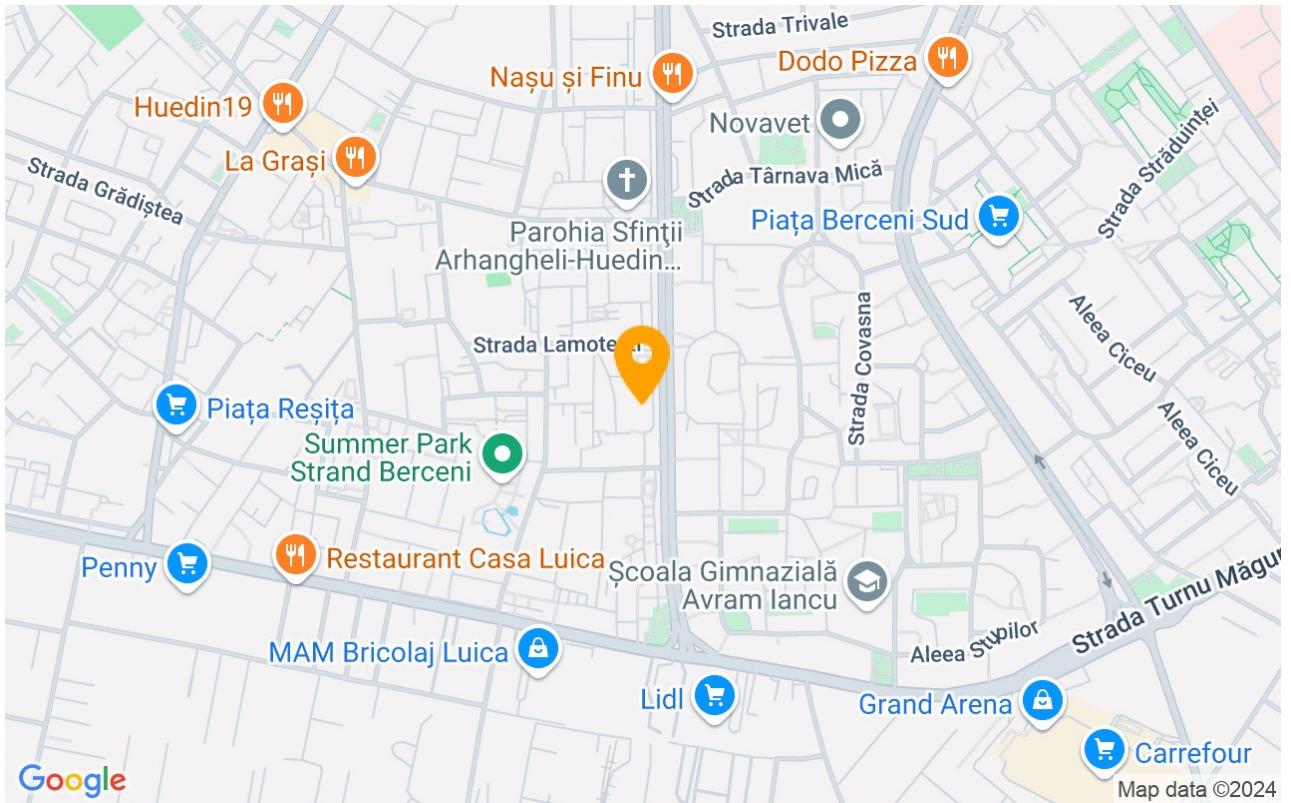 Strada Trivale
Nașu și Finu
Dodo Pizza
Huedin19
Novavet
La Grași
Strada Grădiștea
Strada Târnava Mică
Strada Străduinței
Parohia Sfinții
Arhangheli-Huedin...
Piața Berceni Sud
Strada Covasna
Aleea Ciceu
Strada
Piața Reșița
Aleea Ciceu
Summer Park
Strand Berceni
Penny
Restaurant Casa Luica
Școala Gimnazială
Avram Iancu
Strada Turnu
MAM Bricolaj Luica
Aleea Stupilor
Lidl
Grand Arena
Carrefour
Google
Map data ©2024